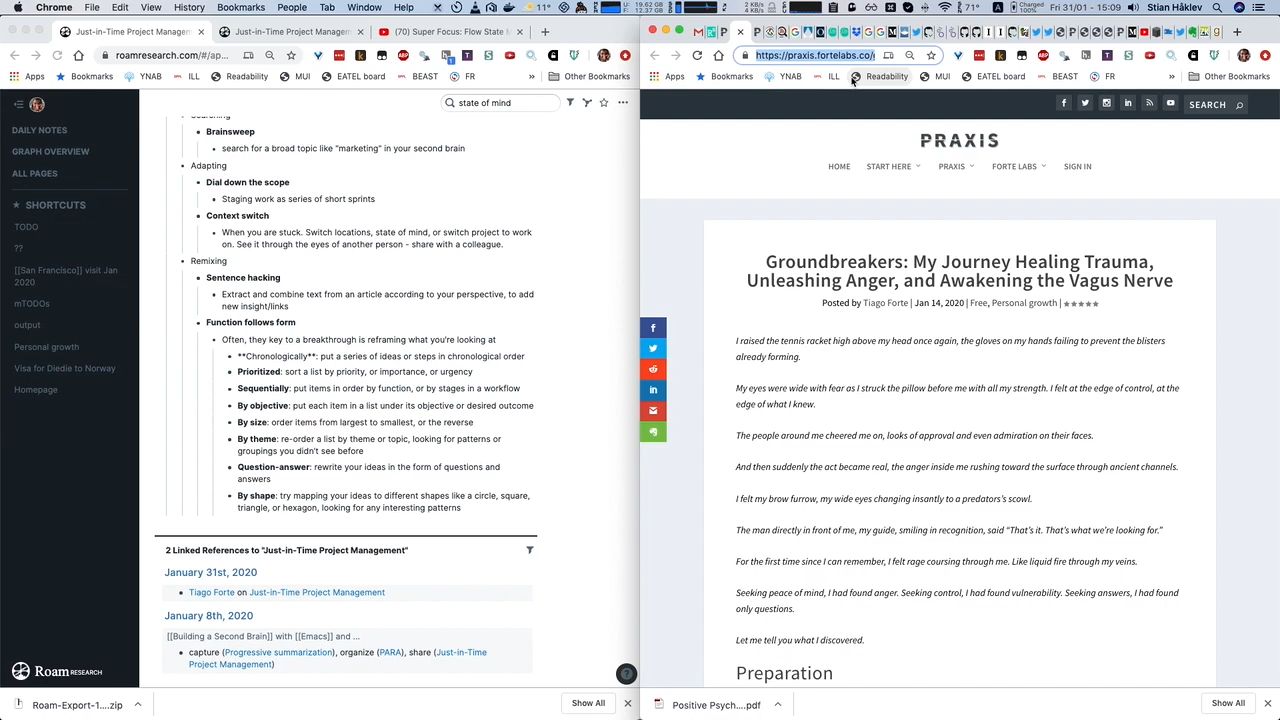 Chrome File Edit View History Bookmarks People Tab Window Help
19.62 GB
12.37 GB
11°
2 KB/s
4 KB/s
71°
Charged
100%
Fri 31/01 - 15:09 Stian Håklev
Just-in-Time Project Management
Just-in-Time Project Management
(70) Super Focus: Flow State M
roamresearch.com/#/ap...
https://praxis.fortelabs.co/
Apps Bookmarks YNAB ILL Readability MUI EATEL board BEAST FR » Other Bookmarks
Apps Bookmarks YNAB ILL Readability MUI EATEL board BEAST FR » Other Bookmarks
DAILY NOTES
GRAPH OVERVIEW
ALL PAGES
★ SHORTCUTS
TODO
??
[[San Francisco]] visit Jan
2020
mTODOs
output
Personal growth
Visa for Diedie to Norway
Homepage
Roam RESEARCH
state of mind
Searching
Brainsweep
search for a broad topic like "marketing" in your second brain
Adapting
Dial down the scope
Staging work as series of short sprints
Context switch
When you are stuck. Switch locations, state of mind, or switch project to work
on. See it through the eyes of another person - share with a colleague.
Remixing
Sentence hacking
Extract and combine text from an article according to your perspective, to add
new insight/links
Function follows form
Often, they key to a breakthrough is reframing what you're looking at
**Chronologically**: put a series of ideas or steps in chronological order
Prioritized: sort a list by priority, or importance, or urgency
Sequentially: put items in order by function, or by stages in a workflow
By objective: put each item in a list under its objective or desired outcome
By size: order items from largest to smallest, or the reverse
By theme: re-order a list by theme or topic, looking for patterns or
groupings you didn't see before
Question-answer: rewrite your ideas in the form of questions and
answers
By shape: try mapping your ideas to different shapes like a circle, square,
triangle, or hexagon, looking for any interesting patterns
2 Linked References to "Just-in-Time Project Management"
January 31st, 2020
Tiago Forte on Just-in-Time Project Management
January 8th, 2020
[[Building a Second Brain]] with [[Emacs]] and ...
capture (Progressive summarization), organize (PARA), share (Just-in-Time
Project Management)
?
Roam-Export-1....zip
Show All
SEARCH
PRAXIS
HOME START HERE PRAXIS FORTE LABS SIGN IN
Groundbreakers: My Journey Healing Trauma,
Unleashing Anger, and Awakening the Vagus Nerve
Posted by Tiago Forte | Jan 14, 2020 | Free, Personal growth | ★★★★★
I raised the tennis racket high above my head once again, the gloves on my hands failing to prevent the blisters
already forming.
My eyes were wide with fear as I struck the pillow before me with all my strength. I felt at the edge of control, at the
edge of what I knew.
The people around me cheered me on, looks of approval and even admiration on their faces.
And then suddenly the act became real, the anger inside me rushing toward the surface through ancient channels.
I felt my brow furrow, my wide eyes changing insantly to a predators's scowl.
The man directly in front of me, my guide, smiling in recognition, said "That's it. That's what we're looking for."
For the first time since I can remember, I felt rage coursing through me. Like liquid fire through my veins.
Seeking peace of mind, I had found anger. Seeking control, I had found vulnerability. Seeking answers, I had found
only questions.
Let me tell you what I discovered.
Preparation
Positive Psych....pdf
Show All